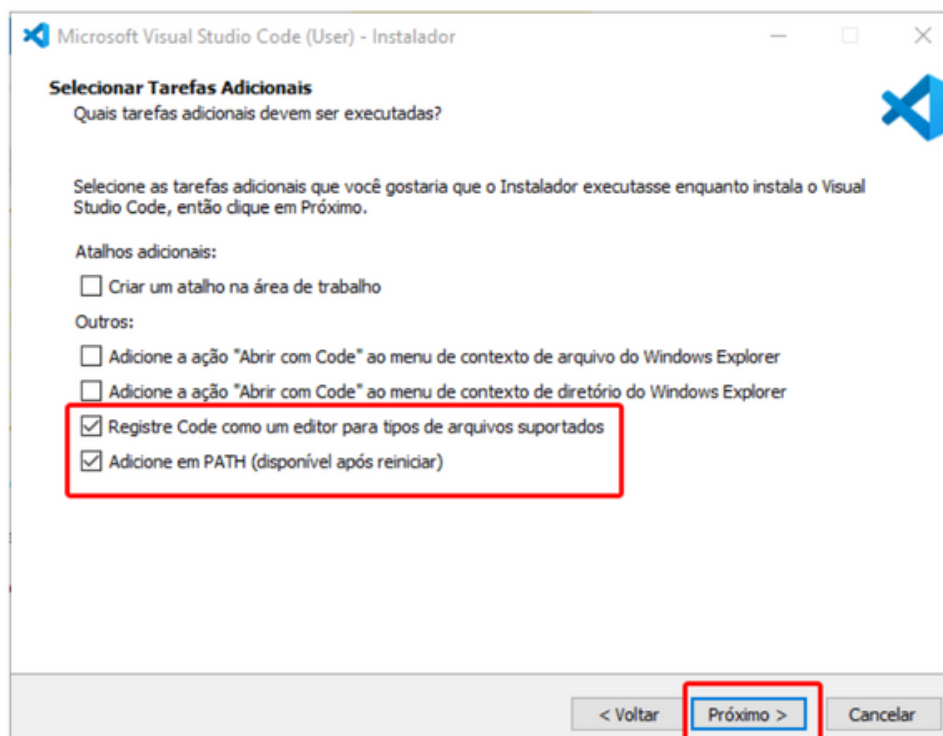 Microsoft Visual Studio Code (User) - Instalador
Selecionar Tarefas Adicionais
Quais tarefas adicionais devem ser executadas?
Selecione as tarefas adicionais que você gostaria que o Instalador executasse enquanto instala o Visual
Studio Code, então clique em Próximo.
Atalhos adicionais:
Criar um atalho na área de trabalho
Outros:
Adicione a ação "Abrir com Code" ao menu de contexto de arquivo do Windows Explorer
Adicione a ação "Abrir com Code" ao menu de contexto de diretório do Windows Explorer
Registre Code como um editor para tipos de arquivos suportados
Adicione em PATH (disponível após reiniciar)
< Voltar Próximo > Cancelar